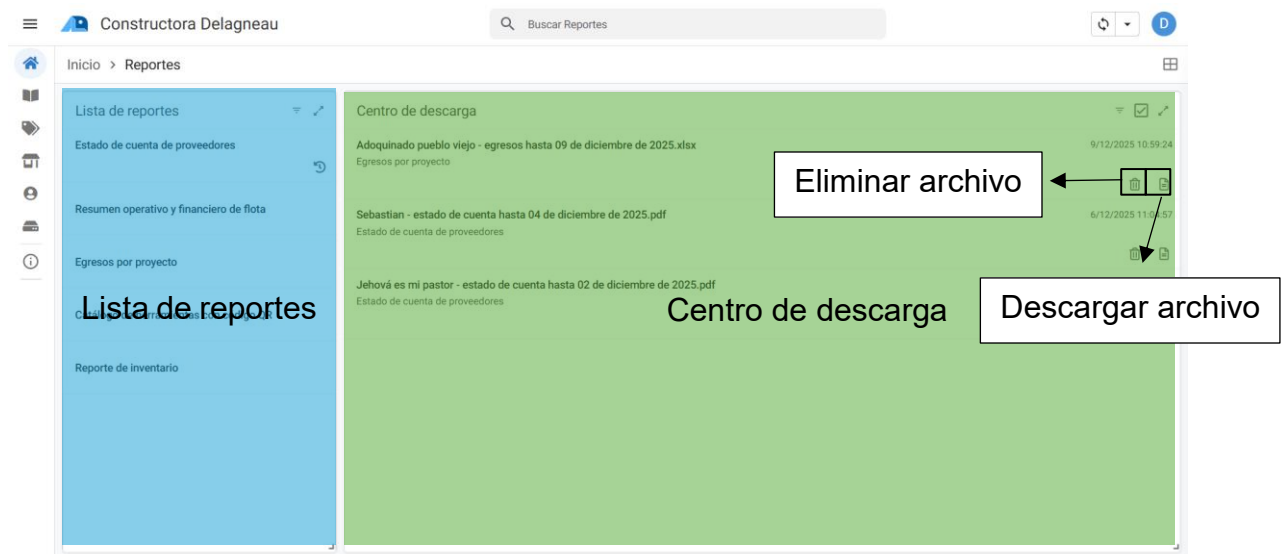 Constructora Delagneau
Buscar Reportes
D
Inicio > Reportes
Lista de reportes
Centro de descarga
Estado de cuenta de proveedores
Adoquinado pueblo viejo - egresos hasta 09 de diciembre de 2025.xlsx
9/12/2025 10:59:24
Egresos por proyecto
Eliminar archivo
Resumen operativo y financiero de flota
Sebastian - estado de cuenta hasta 04 de diciembre de 2025.pdf
6/12/2025
Estado de cuenta de proveedores
Egresos por proyecto
Jehová es mi pastor - estado de cuenta hasta 02 de diciembre de 2025.pdf
Estado de cuenta de proveedores
Lista de reportes
Centro de descarga
Descargar archivo
QR
Reporte de inventario